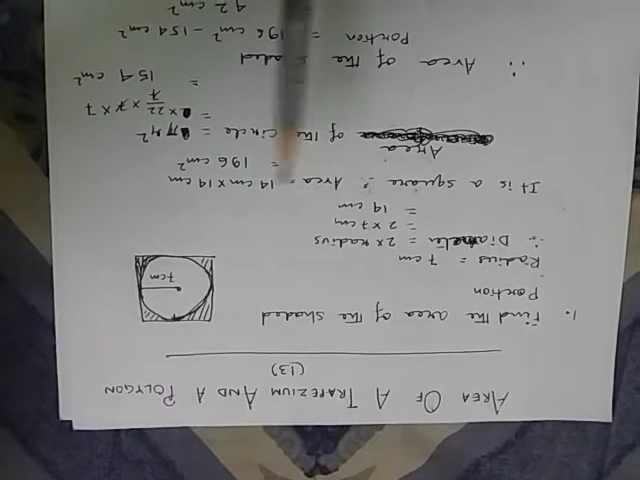 AREA OF A TRAPEZIUM AND A POLYGON
(13)
1. Find the area of the shaded
Portion
7cm
Radius = 7 cm
∴ Diameter = 2 × radius
= 2 × 7 cm
= 14 cm
It is a square ∴ Area = 14 cm × 14 cm
= 196 cm²
Area of the circle = πr²
= 22/7 × 7 × 7
= 154 cm²
∴ Area of the shaded
Portion = 196 cm² - 154 cm²
42 cm²